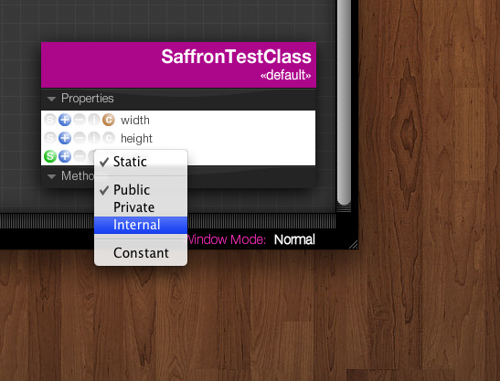 SaffronTestClass
«default»
Properties
S + − i C width
S + − i C height
S +
Static
Metho
Public
Private
Internal
Constant
Window Mode: Normal